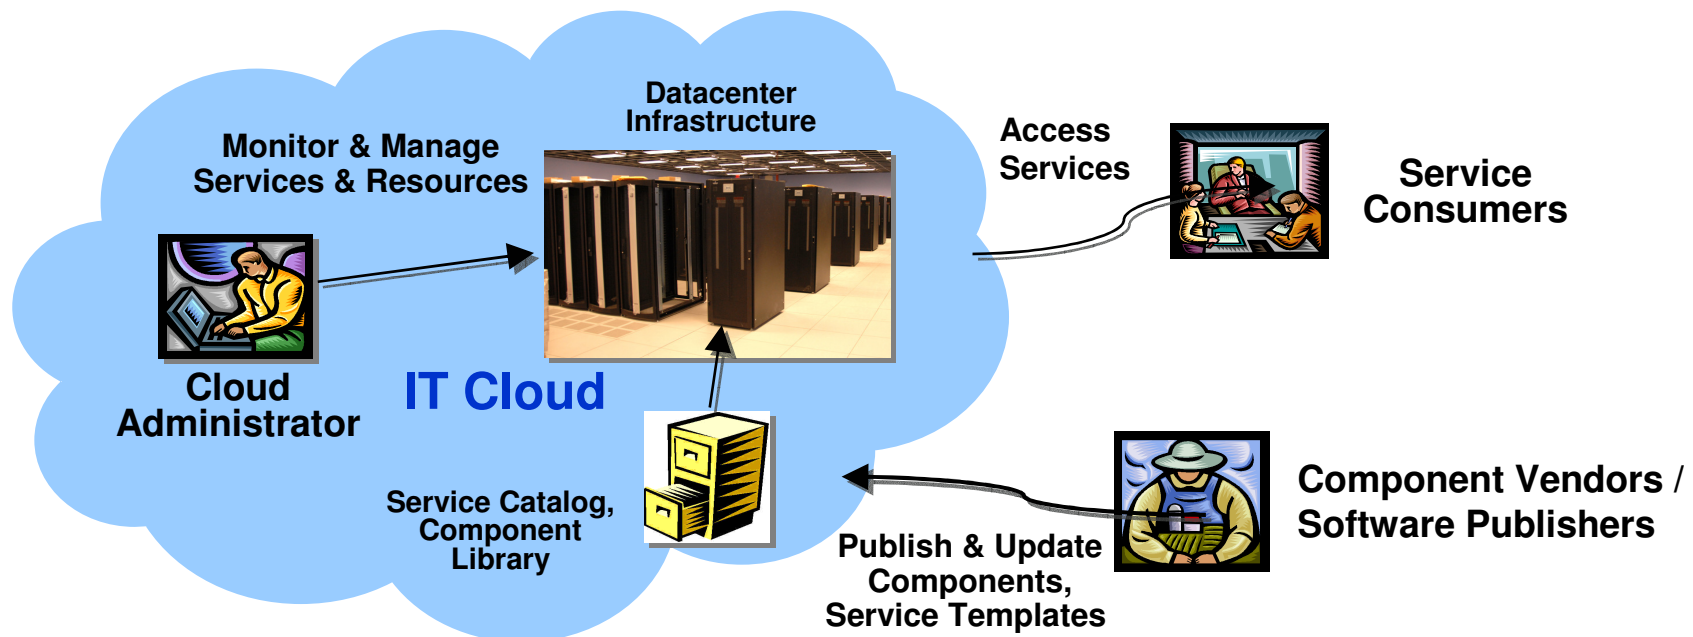 Datacenter
Infrastructure
Monitor & Manage
Services & Resources
Access
Services
Service
Consumers
Cloud
Administrator
IT Cloud
Service Catalog,
Component
Library
Component Vendors /
Software Publishers
Publish & Update
Components,
Service Templates